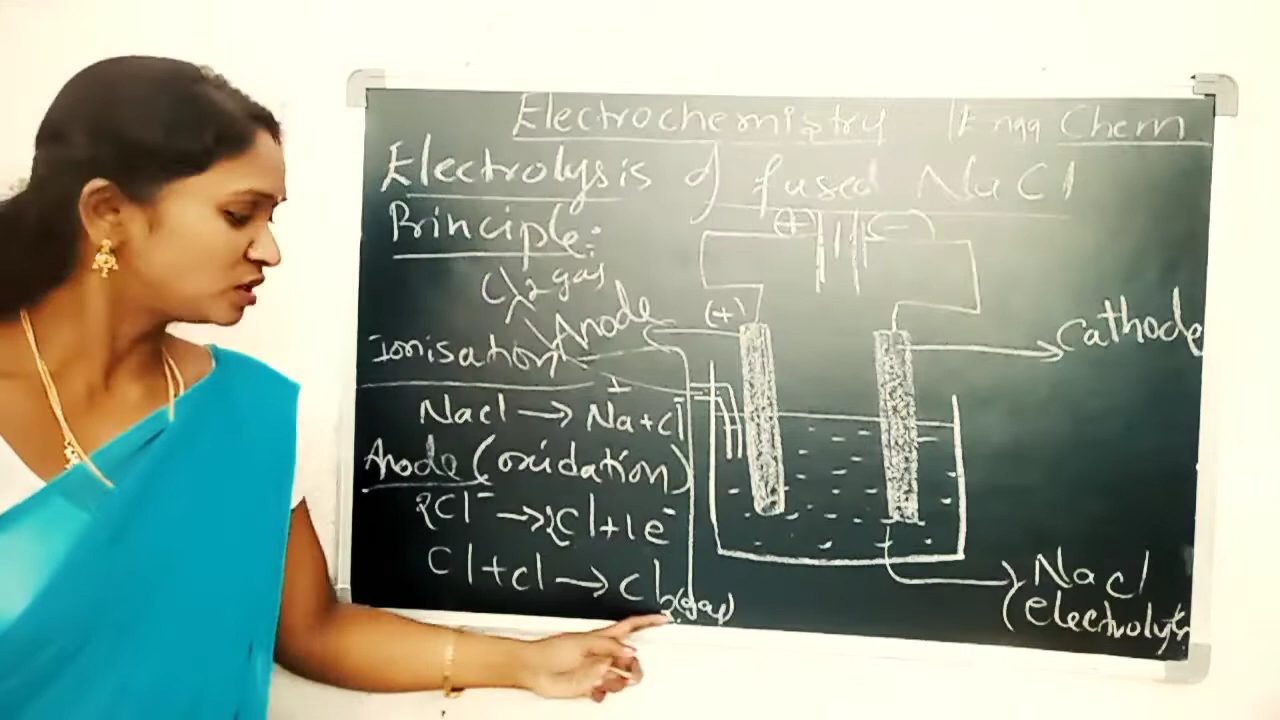 Electrochemistry | Engg Chem
Electrolysis of fused NaCl
Principle:
(+) (-)
Cl2 gas
Anode (+)
Cathode
Ionisation
Nacl → Na+ + Cl-
Anode (oxidation)
2Cl- → 2Cl + 1e-
Cl + cl → Cl2(gas)
Nacl
(electrolyte